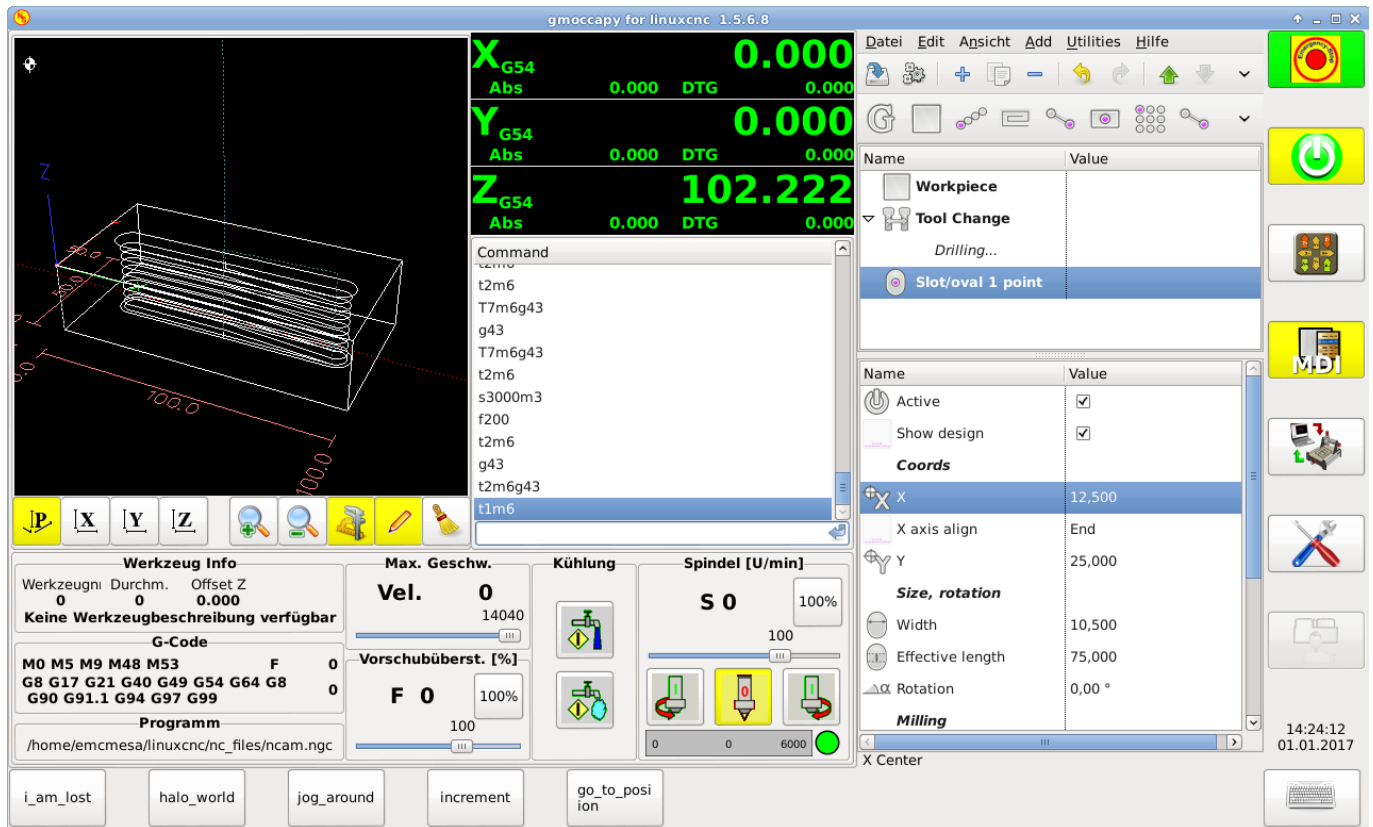 gmoccapy for linuxcnc 1.5.6.8
Z
100.0
100.0
X G54 0.000
Abs 0.000 DTG 0.000
Y G54 0.000
Abs 0.000 DTG 0.000
Z G54 102.222
Abs 0.000 DTG 0.000
Command
t2m6
t2m6
T7m6g43
g43
T7m6g43
t2m6
s3000m3
f200
t2m6
g43
t2m6g43
t1m6
P X Y Z
Datei Edit Ansicht Add Utilities Hilfe
Name Value
Workpiece
Tool Change
Drilling...
Slot/oval 1 point
Name Value
Active
Show design
Coords
X 12,500
X axis align End
Y 25,000
Size, rotation
Width 10,500
Effective length 75,000
Rotation 0,00 °
Milling
X Center
Emergency-Stop
MDI
14:24:12
01.01.2017
Werkzeug Info
Werkzeugnı Durchm. Offset Z
0 0 0.000
Keine Werkzeugbeschreibung verfügbar
G-Code
M0 M5 M9 M48 M53 F 0
G8 G17 G21 G40 G49 G54 G64 G8
G90 G91.1 G94 G97 G99 0
Programm
/home/emcmesa/linuxcnc/nc_files/ncam.ngc
Max. Geschw.
Vel. 0
14040
Vorschubüberst. [%]
F 0 100%
100
Kühlung
Spindel [U/min]
S 0 100%
100
0 0 6000
i_am_lost
halo_world
jog_around
increment
go_to_posi
ion